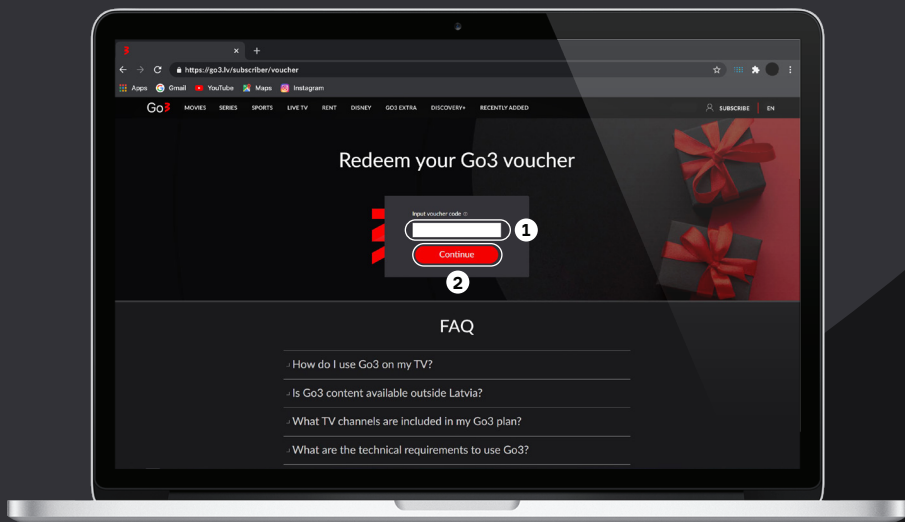 3
× +
https://go3.lv/subscriber/voucher
Apps Gmail YouTube Maps Instagram
Go3 MOVIES SERIES SPORTS LIVE TV RENT DISNEY GO3 EXTRA DISCOVERY+ RECENTLY ADDED SUBSCRIBE EN
Redeem your Go3 voucher
Input voucher code
1
Continue
2
FAQ
How do I use Go3 on my TV?
Is Go3 content available outside Latvia?
What TV channels are included in my Go3 plan?
What are the technical requirements to use Go3?